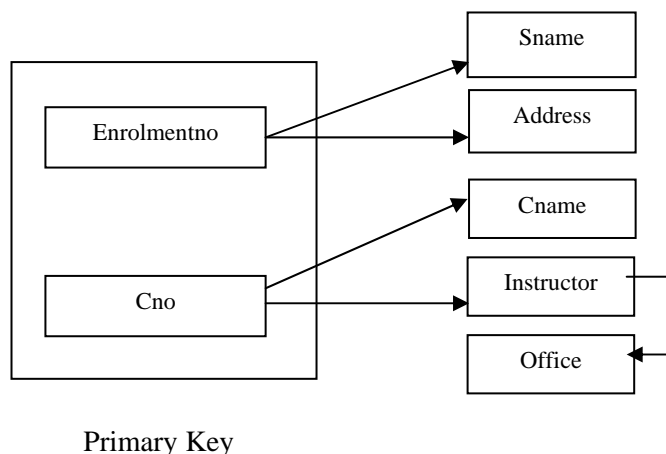 Sname
Enrolmentno
Address
Cname
Cno
Instructor
Office
Primary Key